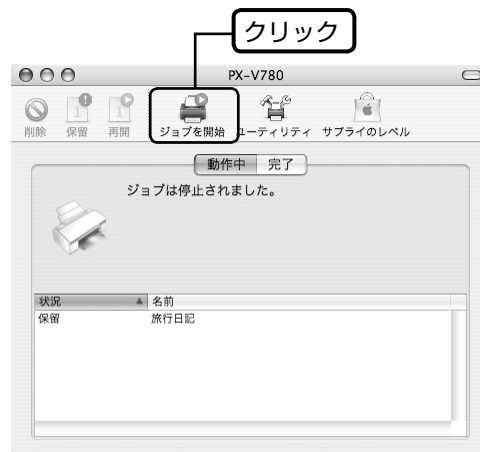 クリック
PX-V780
削除 保留 再開 ジョブを開始 ユーティリティ サプライのレベル
動作中 完了
ジョブは停止されました。
状況 名前
保留 旅行日記